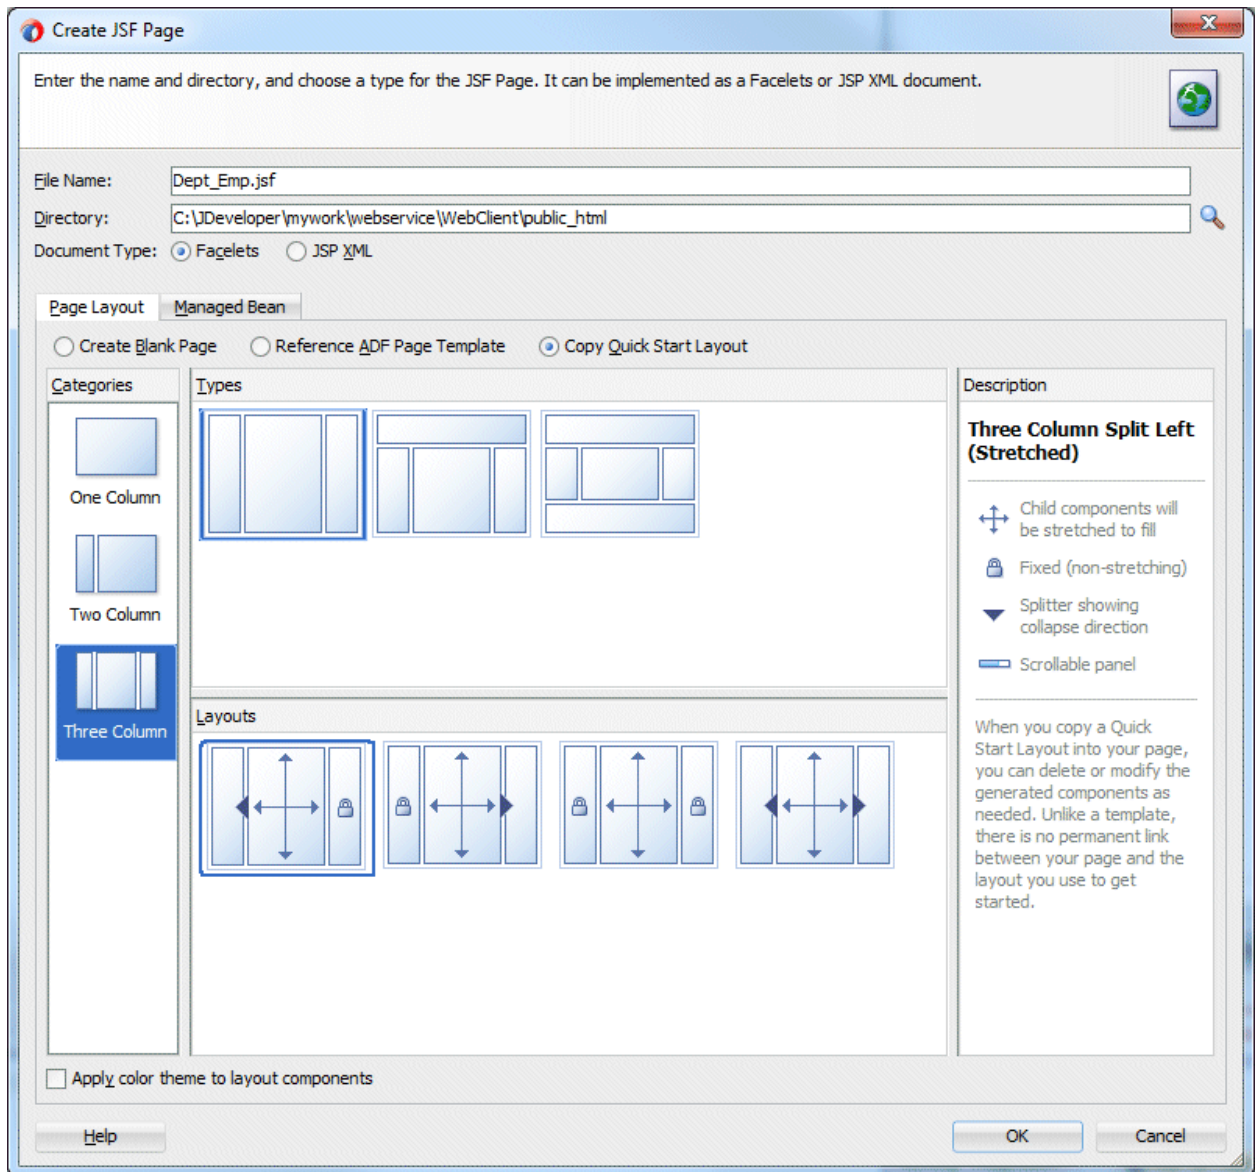 Create JSF Page
Enter the name and directory, and choose a type for the JSF Page. It can be implemented as a Facelets or JSP XML document.
File Name: Dept_Emp.jsf
Directory: C:\JDeveloper\mywork\webservice\WebClient\public_html
Document Type: Facelets JSP XML
Page Layout Managed Bean
Create Blank Page Reference ADF Page Template Copy Quick Start Layout
Categories
One Column
Two Column
Three Column
Types
Layouts
Description
Three Column Split Left
(Stretched)
Child components will
be stretched to fill
Fixed (non-stretching)
Splitter showing
collapse direction
Scrollable panel
When you copy a Quick
Start Layout into your page,
you can delete or modify the
generated components as
needed. Unlike a template,
there is no permanent link
between your page and the
layout you use to get
started.
Apply color theme to layout components
Help OK Cancel